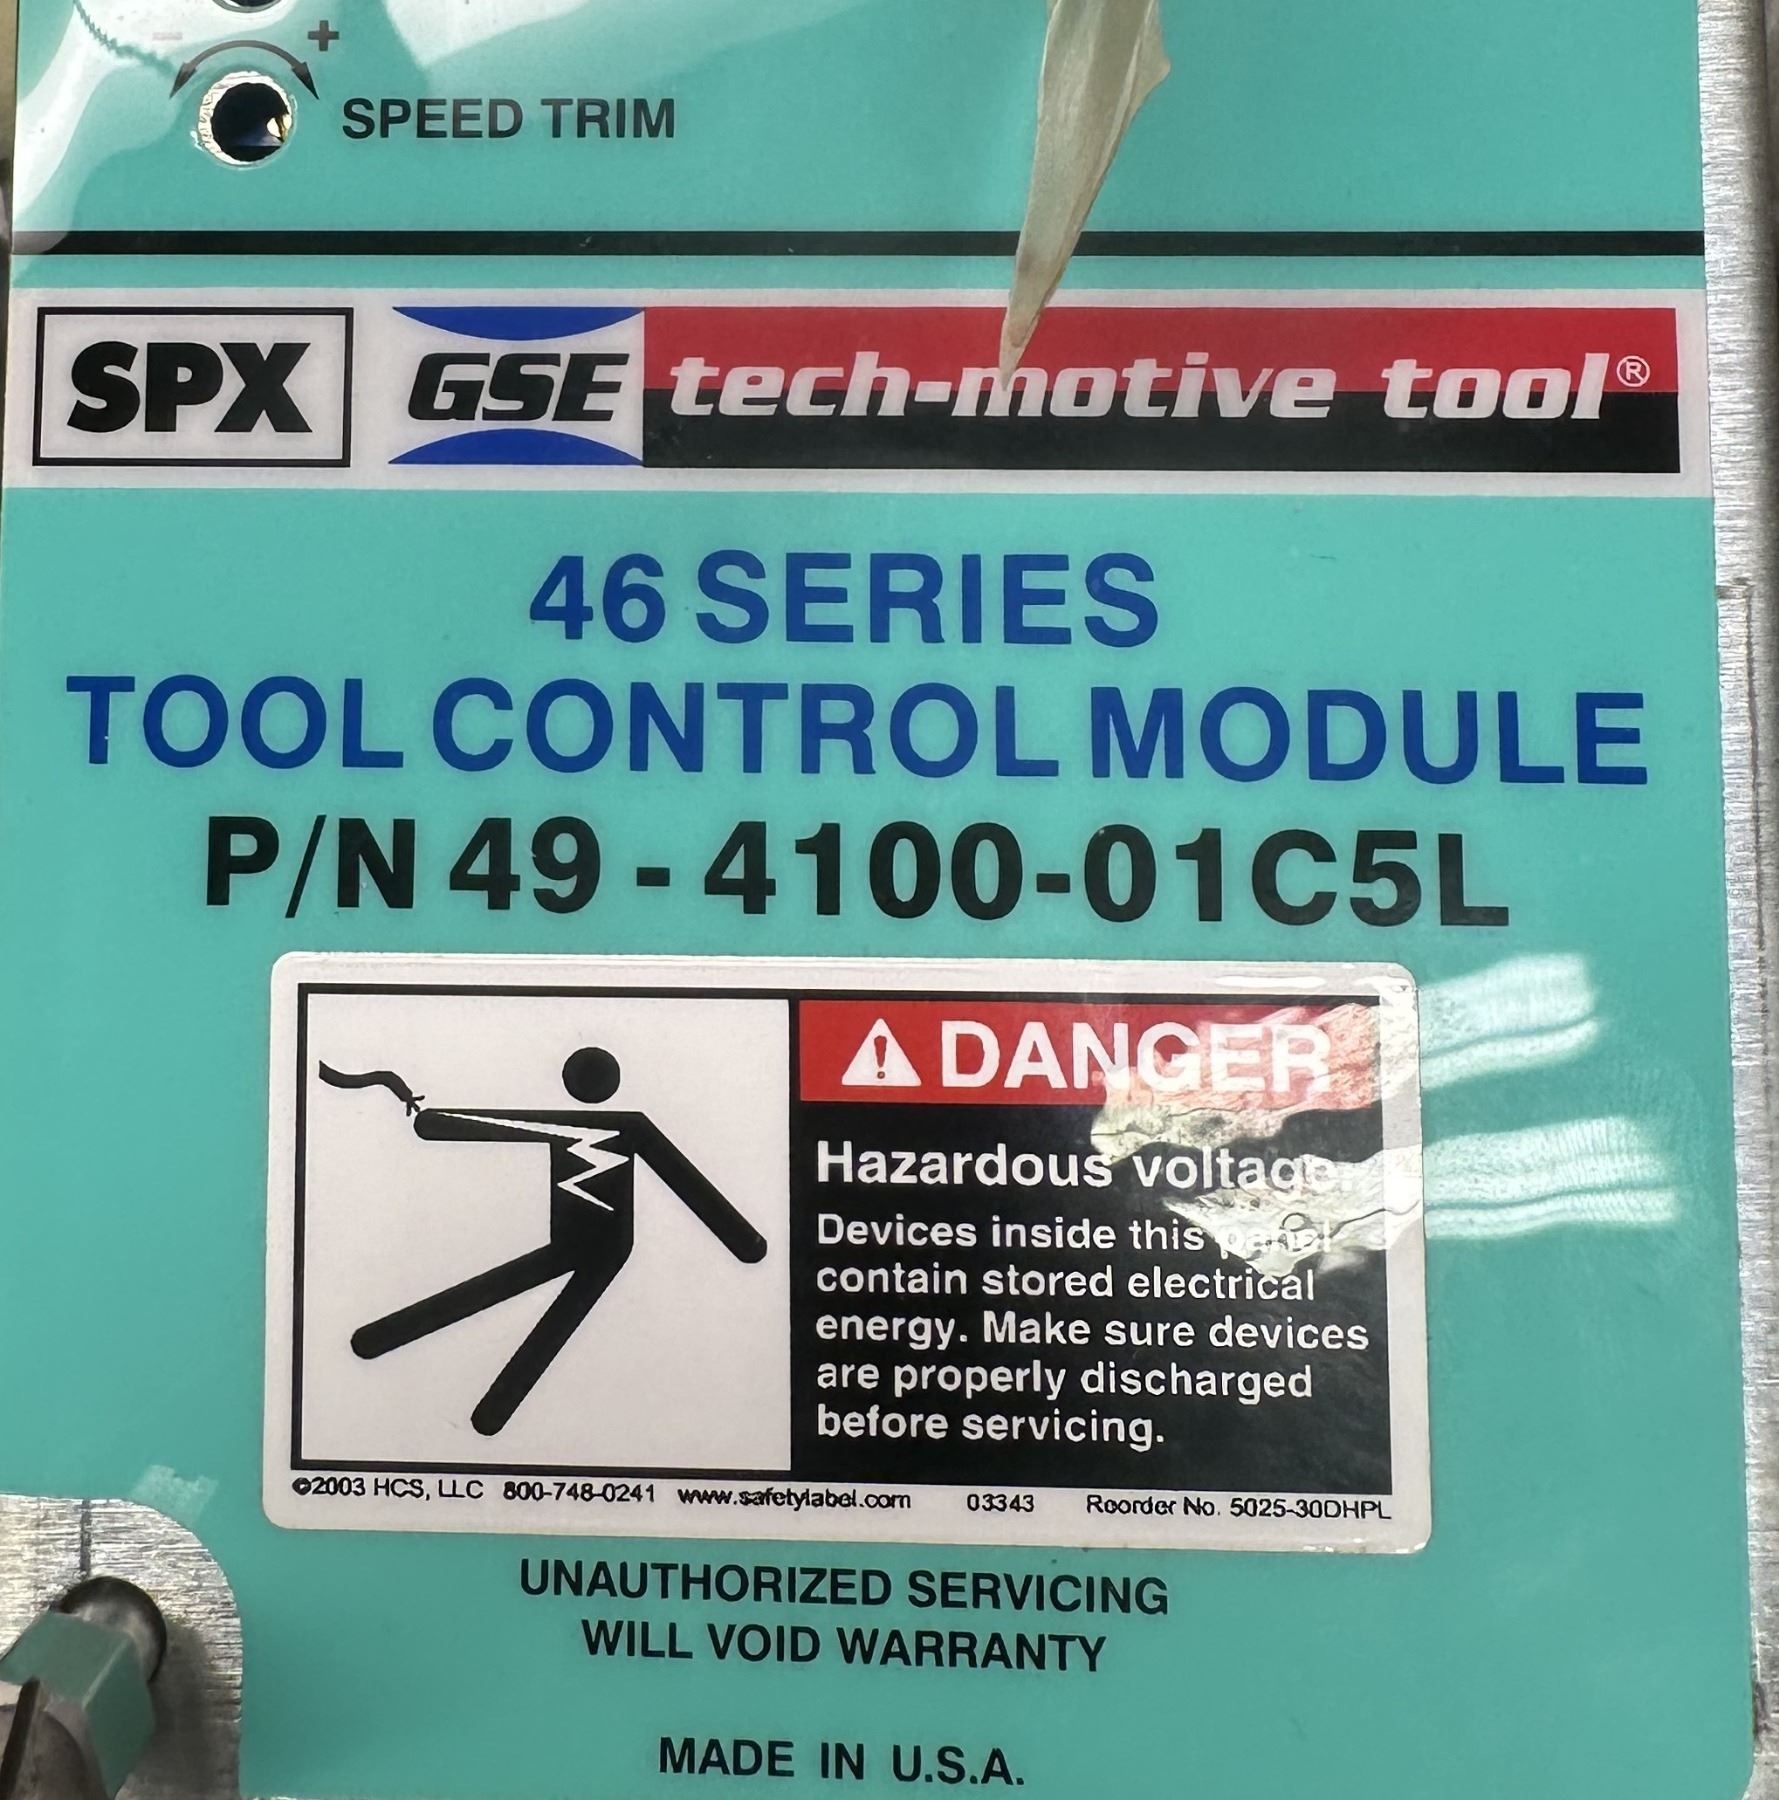 - +
SPEED TRIM
SPX GSE tech-motive tool®
46 SERIES
TOOL CONTROL MODULE
P/N 49 - 4100-01C5L
DANGER
Hazardous voltage.
Devices inside this panel
contain stored electrical
energy. Make sure devices
are properly discharged
before servicing.
©2003 HCS, LLC 800-748-0241 www.safetylabel.com 03343 Reorder No. 5025-30DHPL
UNAUTHORIZED SERVICING
WILL VOID WARRANTY
MADE IN U.S.A.